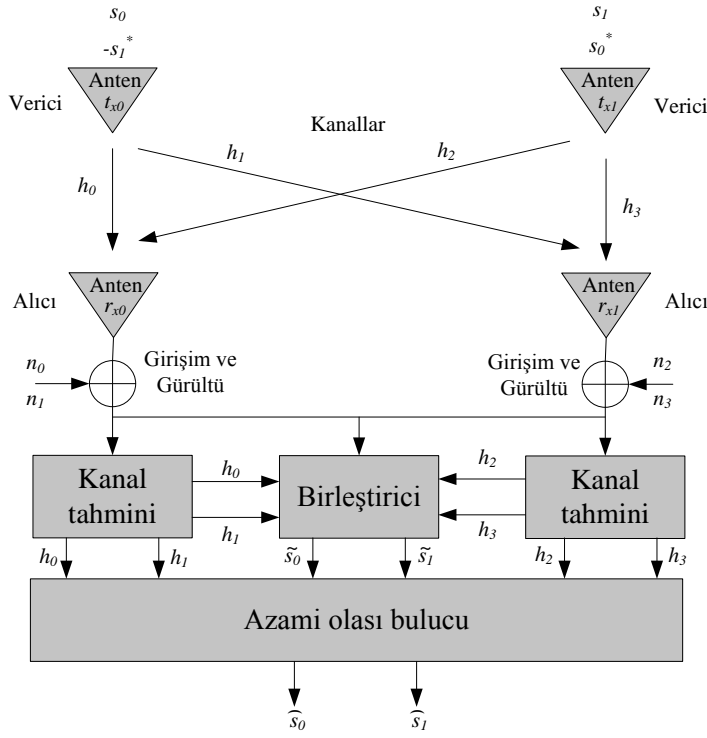 s0 s1
-s1* s0*
Anten tx0
Anten tx1
Verici
Verici
Kanallar
h0
h1
h2
h3
Anten rx0
Anten rx1
Alıcı
Alıcı
n0
n1
Girişim ve
Gürültü
Girişim ve
Gürültü
n2
n3
Kanal
tahmini
h0
h1
Birleştirici
h2
h3
Kanal
tahmini
h0 h1 s̃0 s̃1 h2 h3
Azami olası bulucu
ŝ0 ŝ1